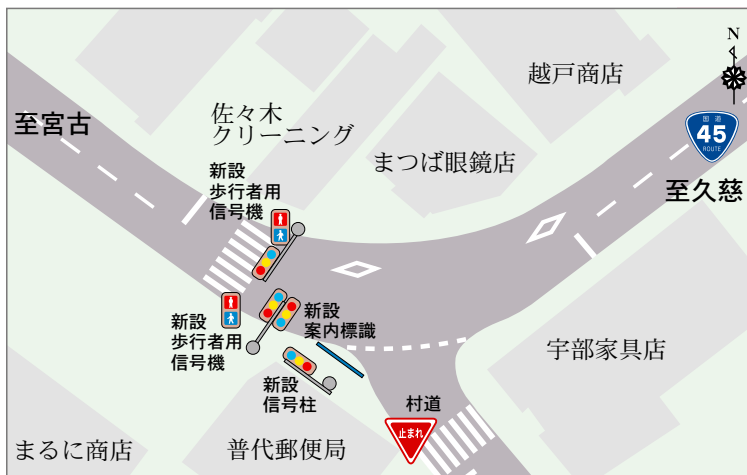 越戸商店
N
国道
45
ROUTE
至宮古
佐々木
クリーニング
まつば眼鏡店
至久慈
新設
歩行者用
信号機
新設
歩行者用
信号機
新設
案内標識
新設
信号柱
宇部家具店
村道
止まれ
まるに商店
普代郵便局